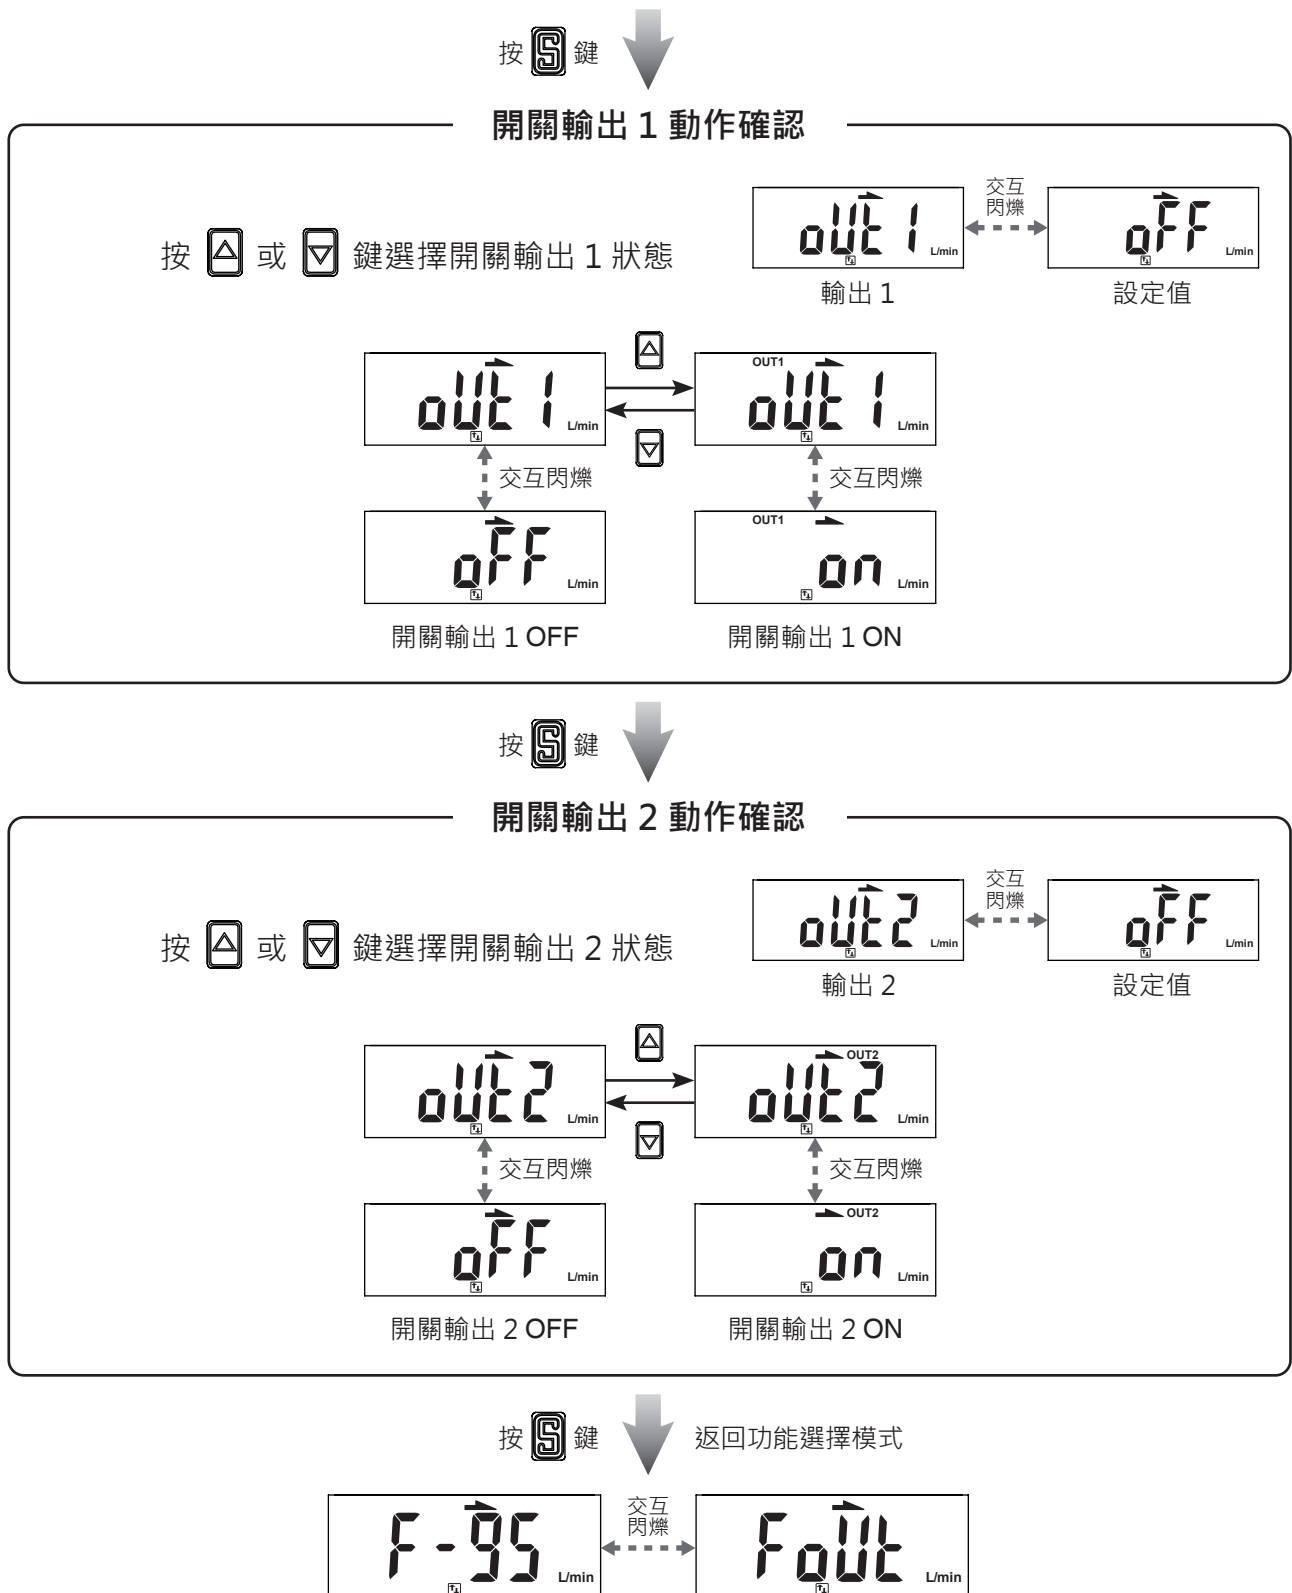 按 S 鍵
開關輸出 1 動作確認
按 或 鍵選擇開關輸出 1 狀態
oUt1 L/min
交互
閃爍
oFF L/min
輸出 1
設定值
oUt1 L/min
OUT1
oUt1 L/min
交互閃爍
交互閃爍
oFF L/min
OUT1
on L/min
開關輸出 1 OFF
開關輸出 1 ON
按 S 鍵
開關輸出 2 動作確認
按 或 鍵選擇開關輸出 2 狀態
oUt2 L/min
交互
閃爍
oFF L/min
輸出 2
設定值
oUt2 L/min
OUT2
oUt2 L/min
交互閃爍
交互閃爍
oFF L/min
OUT2
on L/min
開關輸出 2 OFF
開關輸出 2 ON
按 S 鍵 返回功能選擇模式
F-95 L/min
交互
閃爍
FoUt L/min